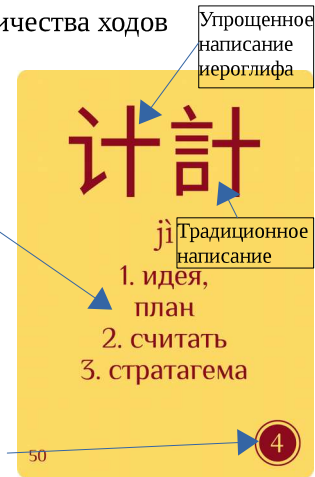 ичества ходов
Упрощенное
написание
иероглифа
计計
jì
Традиционное
написание
1. идея,
план
2. считать
3. стратагема
50
4